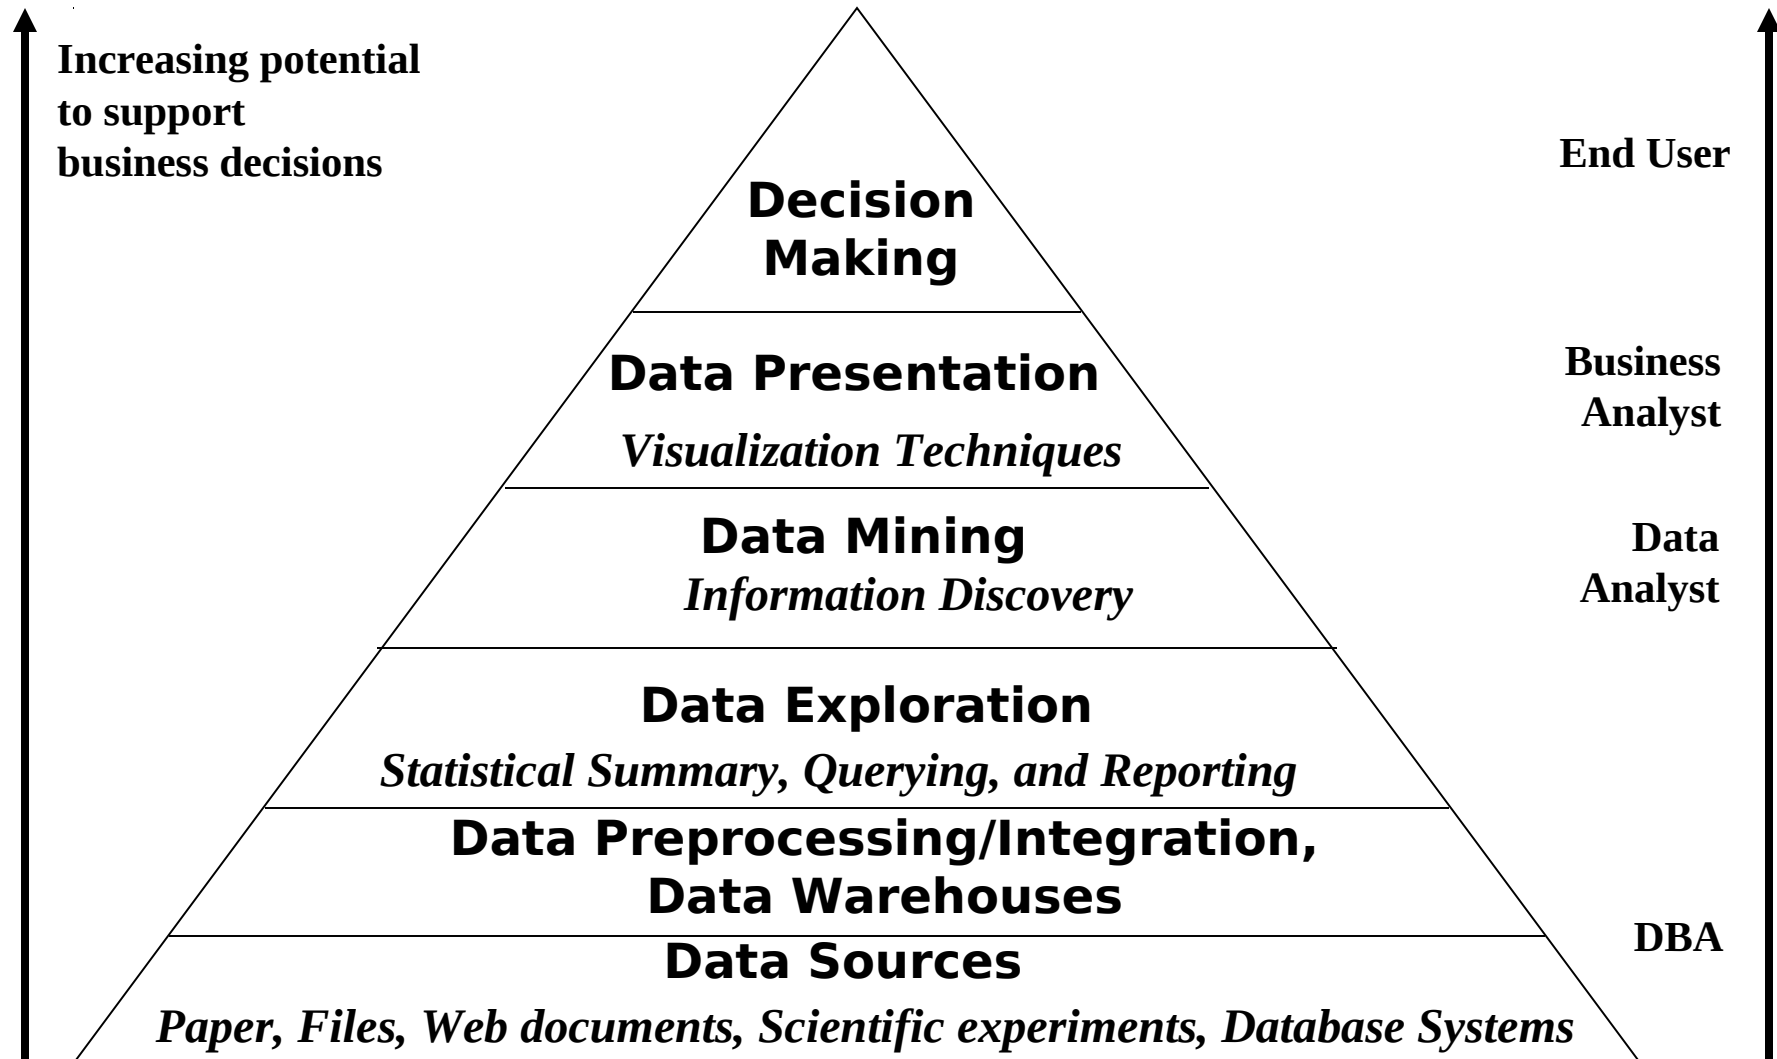 Increasing potential
to support
business decisions
End User
Decision
Making
Data Presentation
Visualization Techniques
Business
Analyst
Data Mining
Information Discovery
Data
Analyst
Data Exploration
Statistical Summary, Querying, and Reporting
Data Preprocessing/Integration,
Data Warehouses
DBA
Data Sources
Paper, Files, Web documents, Scientific experiments, Database Systems